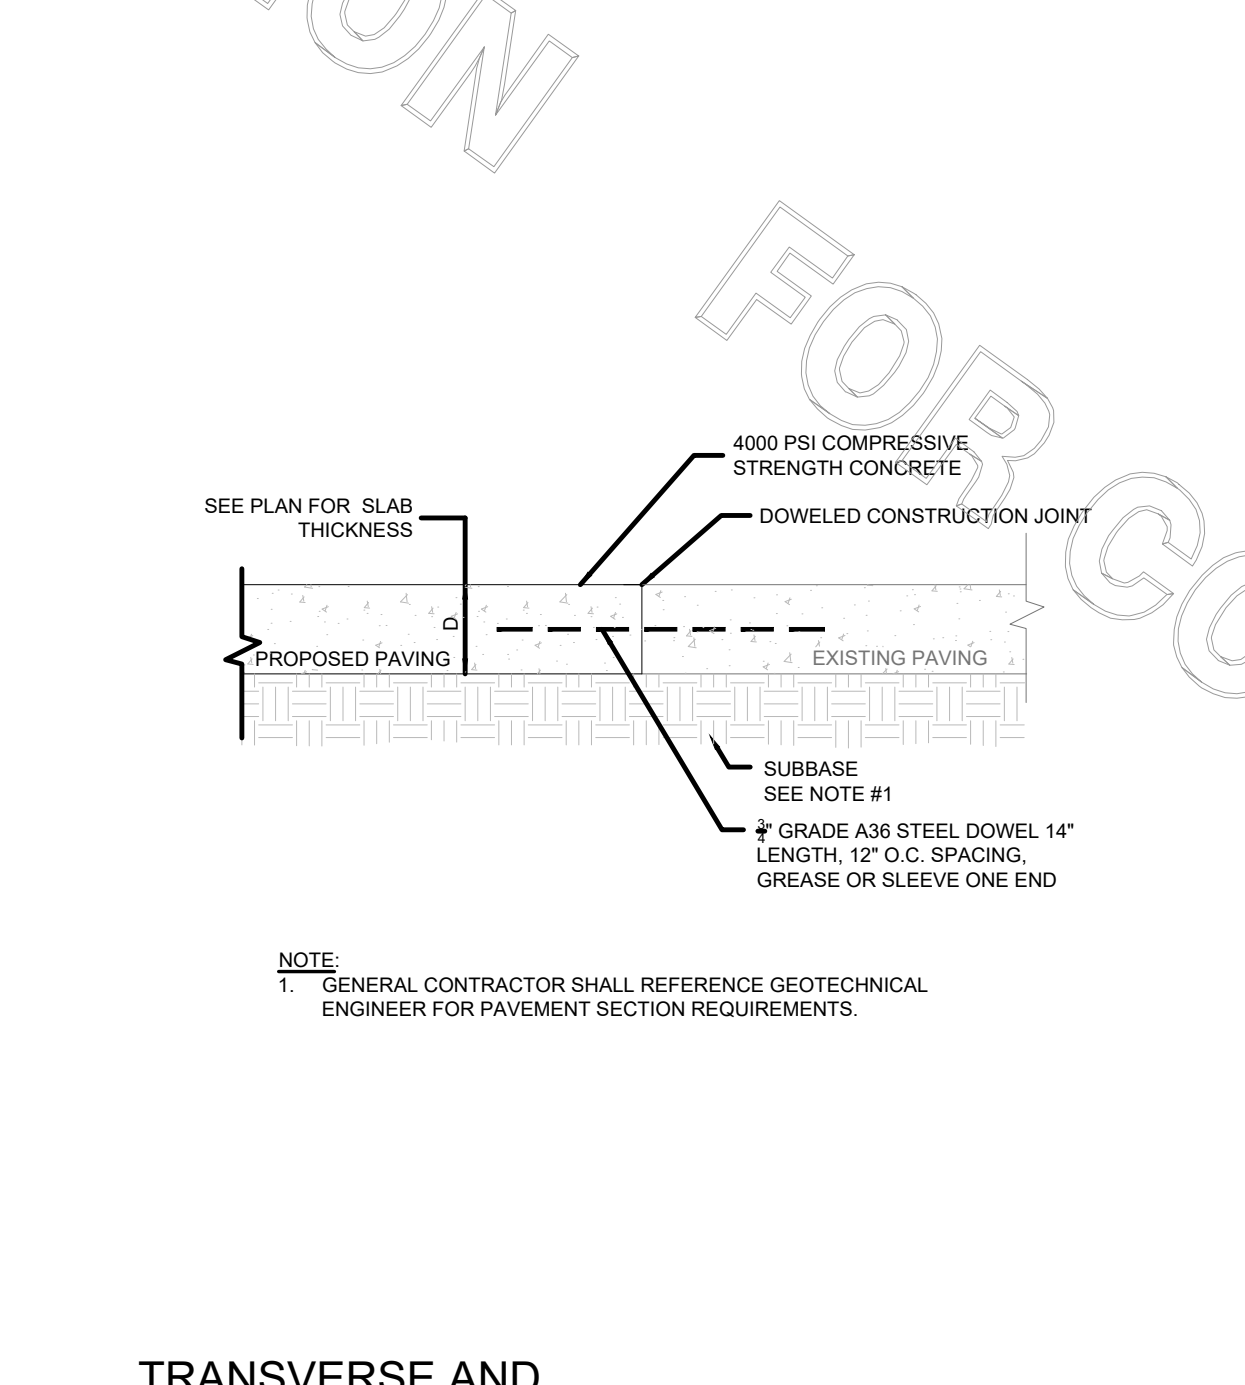 ON
FOR CO
4000 PSI COMPRESSIVE
STRENGTH CONCRETE
SEE PLAN FOR SLAB
THICKNESS
DOWELED CONSTRUCTION JOINT
D
PROPOSED PAVING
EXISTING PAVING
SUBBASE
SEE NOTE #1
3/4" GRADE A36 STEEL DOWEL 14"
LENGTH, 12" O.C. SPACING,
GREASE OR SLEEVE ONE END
NOTE:
1. GENERAL CONTRACTOR SHALL REFERENCE GEOTECHNICAL
ENGINEER FOR PAVEMENT SECTION REQUIREMENTS.
TRANSVERSE AND